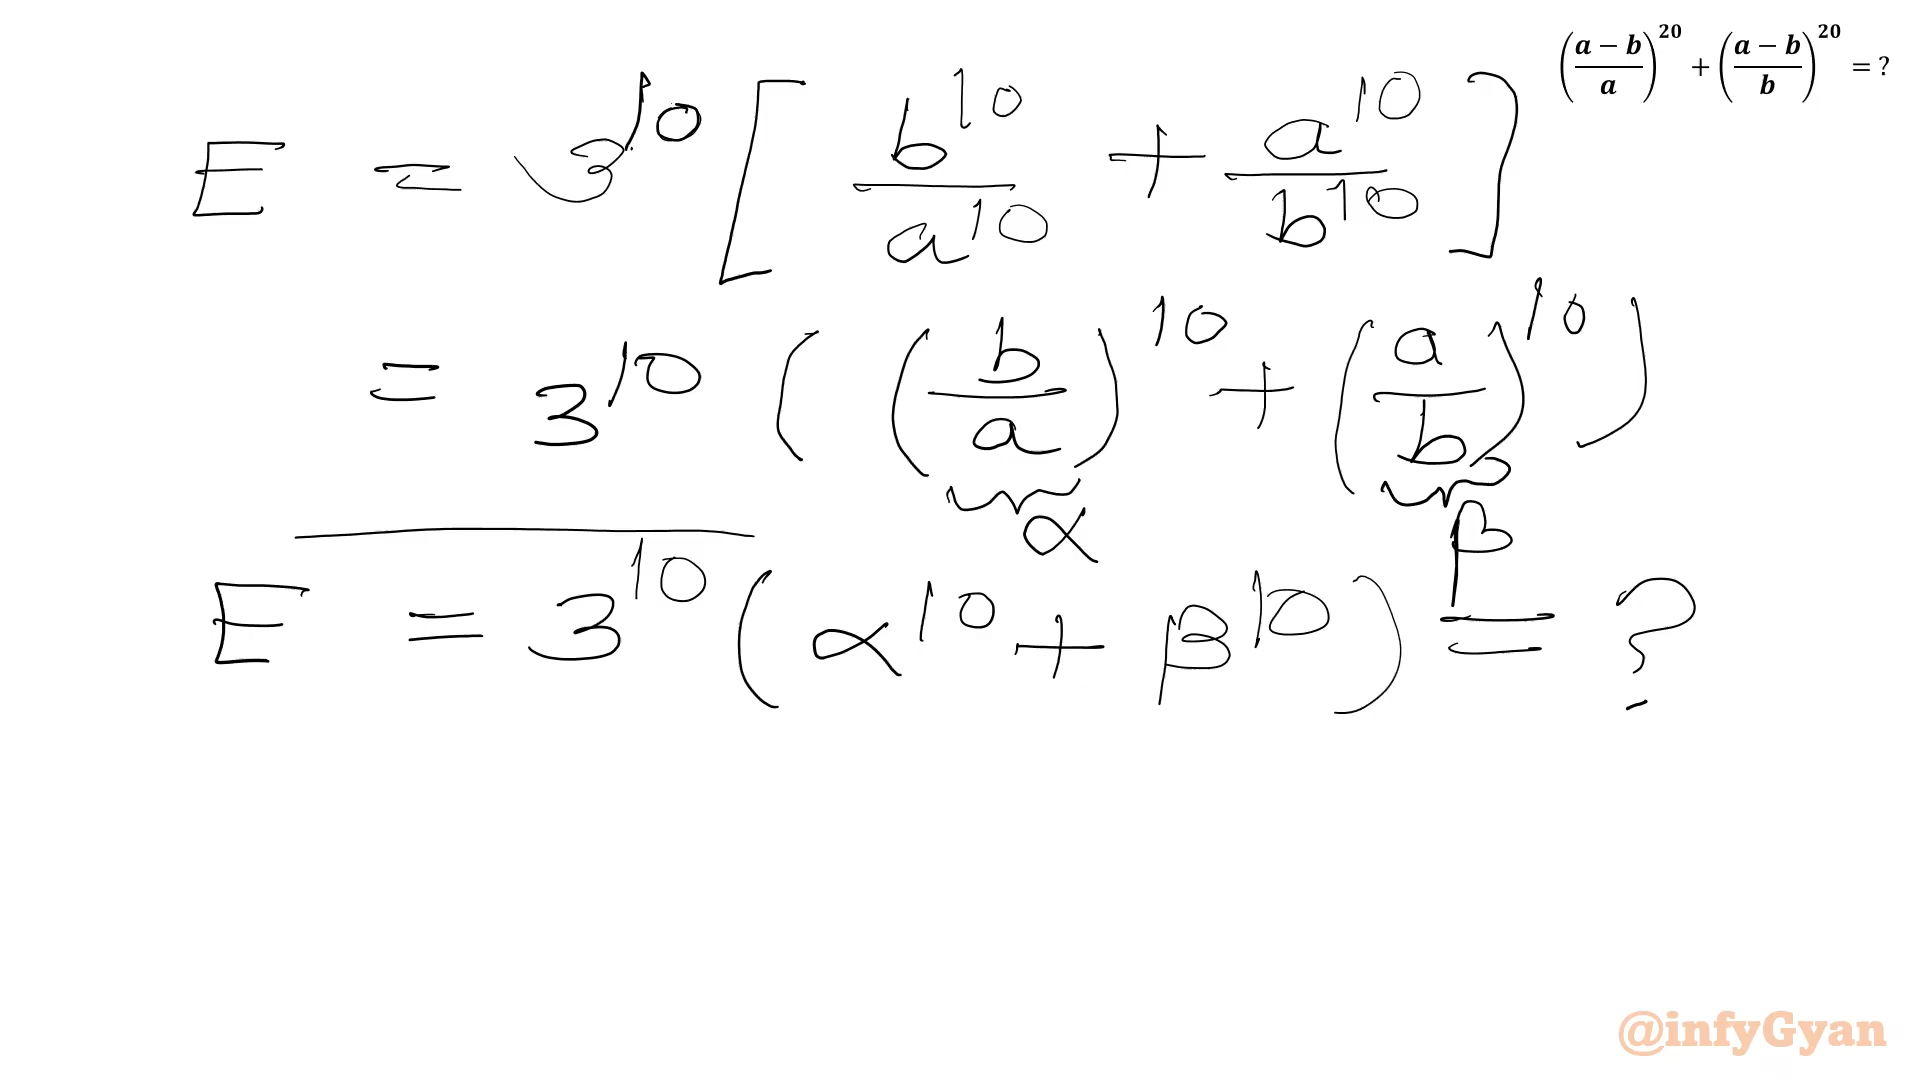 ((a − b)/a)^20 + ((a − b)/b)^20 = ?
E = 3^10 [ b^10/a^10 + a^10/b^10 ]
= 3^10 ( (b/a)^10 + (a/b)^10 )
α β
E = 3^10 ( α^10 + β^10 ) = ?
@infyGyan